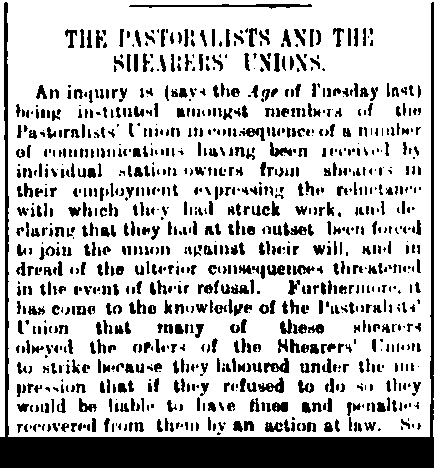 THE PASTORALISTS AND THE
SHEARERS' UNIONS.
An inquiry is (says the Age of Tuesday last)
being instituted amongst members of the
Pastoralists' Union in consequence of a number
of communications having been received by
individual station owners from shearers in
their employment expressing the reluctance
with which they had struck work, and de-
claring that they had at the outset been forced
to join the union against their will, and in
dread of the ulterior consequences threatened
in the event of their refusal. Furthermore, it
has come to the knowledge of the Pastoralists'
Union that many of these shearers
obeyed the orders of the Shearers' Union
to strike because they laboured under the im-
pression that if they refused to do so they
would be liable to have fines and penalties
recovered from them by an action at law. So